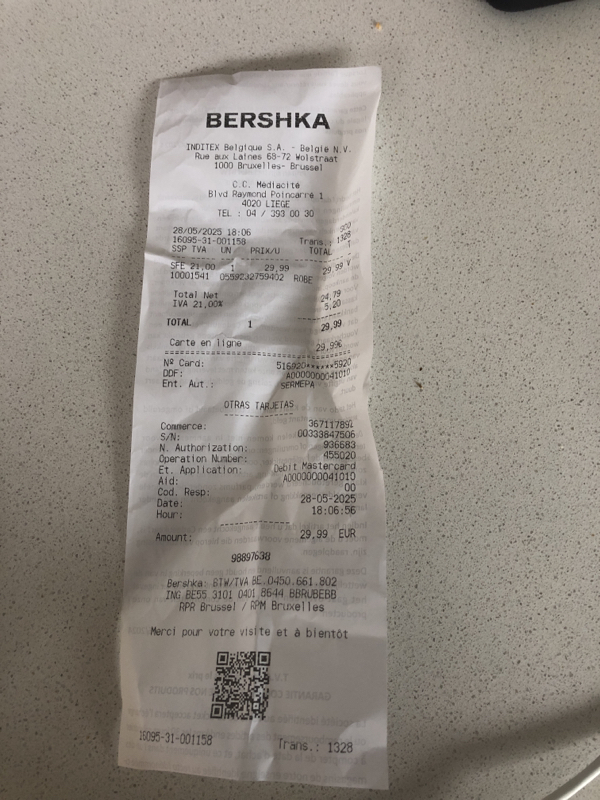 BERSHKA
INDITEX Belgique S.A. - Belgie N.V.
Rue aux Laines 68-72 Wolstraat
1000 Bruxelles- Brussel
C.C. Médiacité
Blvd Raymond Poincarré 1
4020 LIEGE
TEL : 04 / 393 00 30
28/05/2025 18:06
16095-31-001158 Trans.: 1328
SSP TVA UN PRIX/U TOTAL
SFE 21,00 1 29,99 29,99 V
10001541 0559232759402 ROBE
Total Net 24,79
IVA 21,00% 5,20
TOTAL 1 29,99
Carte en ligne 29,99€
Nº Card: 516920******5920
DDF: A0000000041010
Ent. Aut.: SERMEPA
OTRAS TARJETAS
Commerce:
S/N: 00333847506
N. Authorization: 936683
Operation Number: 455020
Et. Application: Debit Mastercard
Aid: A0000000041010
Cod. Resp: 00
Date: 28-05-2025
Hour: 18:06:56
Amount: 29,99 EUR
Bershka: BTW/TVA BE.0450.661.802
ING BE55 3101 0401 8644 BBRUBEBB
RPR Brussel / RPM Bruxelles
Merci pour votre visite et à bientôt
16095-31-001158 Trans.: 1328